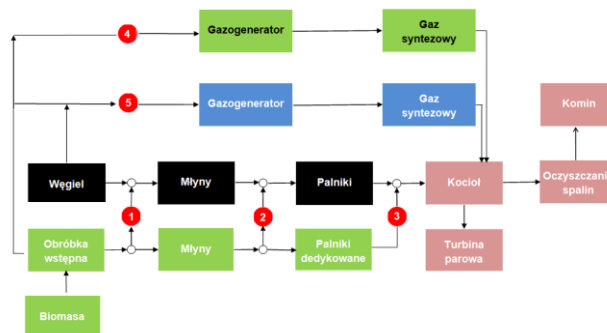 4
Gazogenerator
Gaz
syntezowy
5
Gazogenerator
Gaz
syntezowy
Komin
Węgiel
Młyny
Palniki
Kocioł
Oczyszczanie
spalin
1
2
3
Obróbka
wstępna
Młyny
Palniki
dedykowane
Turbina
parowa
Biomasa